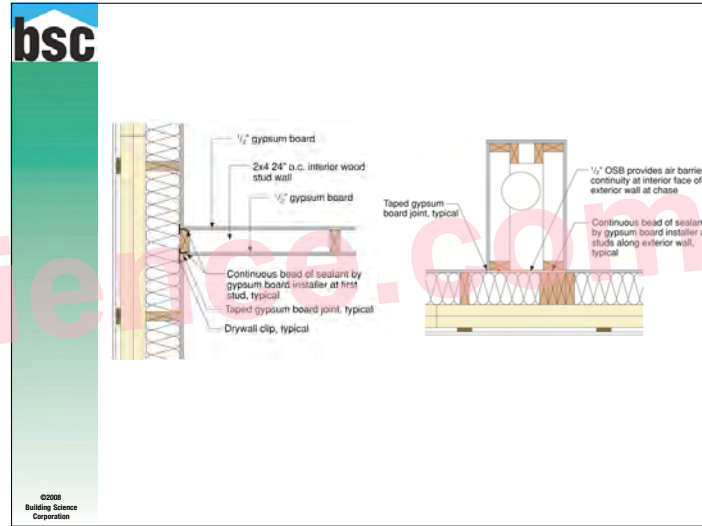 bsc
1/2" gypsum board
2x4 24" o.c. interior wood
stud wall
1/2" gypsum board
Continuous bead of sealant by
gypsum board installer at first
stud, typical
Taped gypsum board joint, typical
Drywall clip, typical
Taped gypsum
board joint, typical
1/2" OSB provides air barrie
continuity at interior face of
exterior wall at chase
Continuous bead of sealant
by gypsum board installer a
studs along exterior wall,
typical
ience.com
©2008
Building Science
Corporation